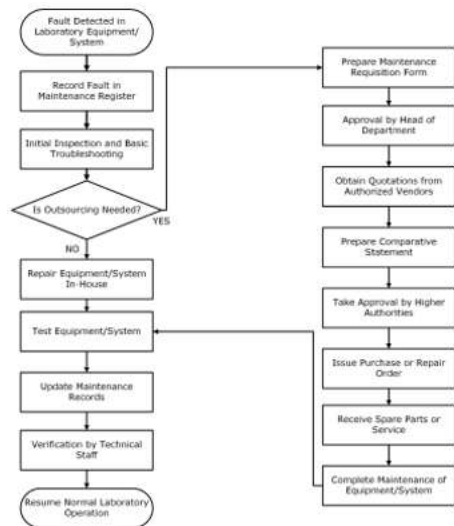 Fault Detected in
Laboratory Equipment/
System
Record Fault in
Maintenance Register
Initial Inspection and Basic
Troubleshooting
Is Outsourcing Needed?
YES
NO
Repair Equipment/System
In-House
Test Equipment/System
Update Maintenance
Records
Verification by Technical
Staff
Resume Normal Laboratory
Operation
Prepare Maintenance
Requisition Form
Approval by Head of
Department
Obtain Quotations from
Authorized Vendors
Prepare Comparative
Statement
Take Approval by Higher
Authorities
Issue Purchase or Repair
Order
Receive Spare Parts or
Service
Complete Maintenance of
Equipment/System